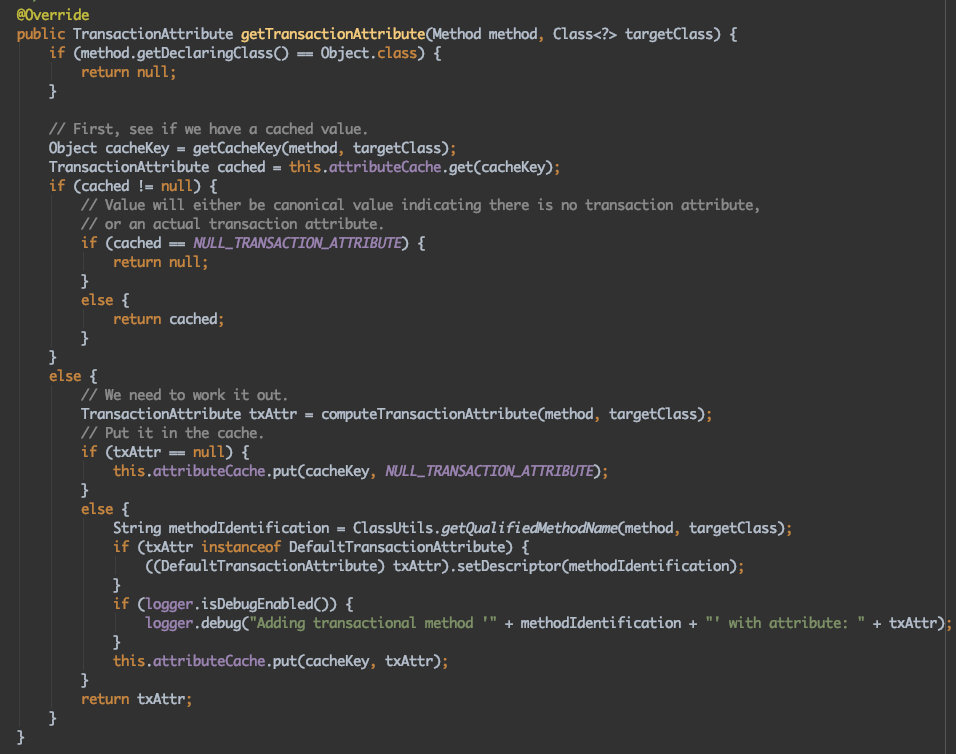 @Override
public TransactionAttribute getTransactionAttribute(Method method, Class<?> targetClass) {
    if (method.getDeclaringClass() == Object.class) {
        return null;
    }

    // First, see if we have a cached value.
    Object cacheKey = getCacheKey(method, targetClass);
    TransactionAttribute cached = this.attributeCache.get(cacheKey);
    if (cached != null) {
        // Value will either be canonical value indicating there is no transaction attribute,
        // or an actual transaction attribute.
        if (cached == NULL_TRANSACTION_ATTRIBUTE) {
            return null;
        }
        else {
            return cached;
        }
    }
    else {
        // We need to work it out.
        TransactionAttribute txAttr = computeTransactionAttribute(method, targetClass);
        // Put it in the cache.
        if (txAttr == null) {
            this.attributeCache.put(cacheKey, NULL_TRANSACTION_ATTRIBUTE);
        }
        else {
            String methodIdentification = ClassUtils.getQualifiedMethodName(method, targetClass);
            if (txAttr instanceof DefaultTransactionAttribute) {
                ((DefaultTransactionAttribute) txAttr).setDescriptor(methodIdentification);
            }
            if (logger.isDebugEnabled()) {
                logger.debug("Adding transactional method '" + methodIdentification + "' with attribute: " + txAttr);
            }
            this.attributeCache.put(cacheKey, txAttr);
        }
        return txAttr;
    }
}